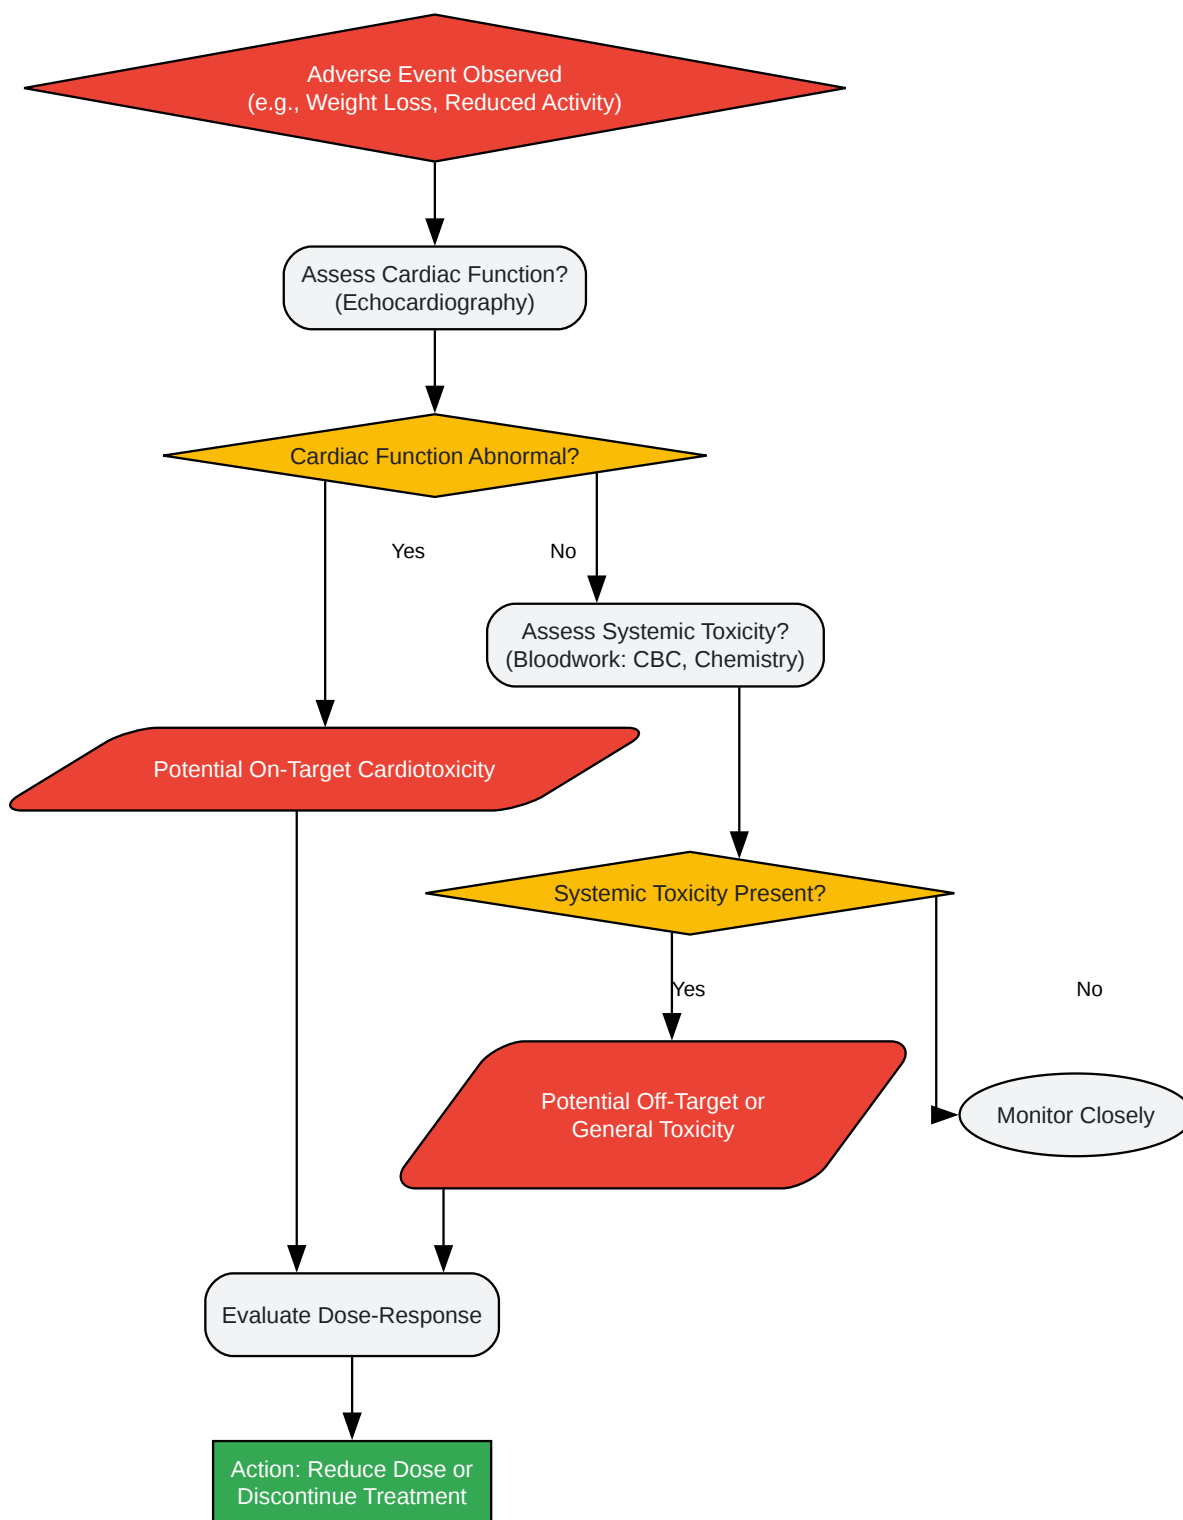 Adverse Event Observed
(e.g., Weight Loss, Reduced Activity)
Assess Cardiac Function?
(Echocardiography)
Cardiac Function Abnormal?
Yes
No
Assess Systemic Toxicity?
(Bloodwork: CBC, Chemistry)
Potential On-Target Cardiotoxicity
Systemic Toxicity Present?
Yes
No
Potential Off-Target or
General Toxicity
Monitor Closely
Evaluate Dose-Response
Action: Reduce Dose or
Discontinue Treatment